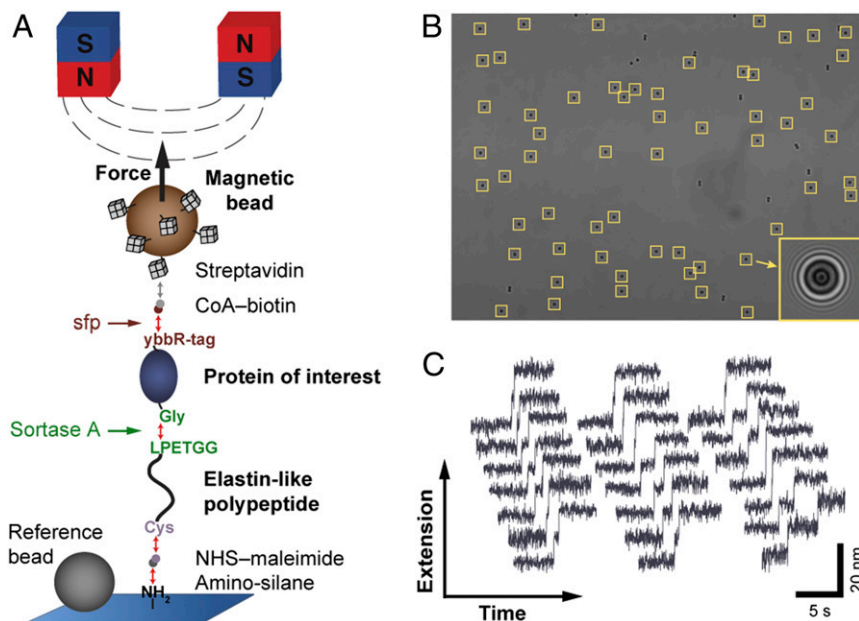 A
S
N
N
S
Force
Magnetic
bead
Streptavidin
CoA–biotin
sfp
ybbR-tag
Protein of interest
Gly
Sortase A
LPETGG
Elastin-like
polypeptide
Cys
Reference
bead
NHS–maleimide
Amino-silane
NH2
B
C
Extension
Time
20 nm
5 s